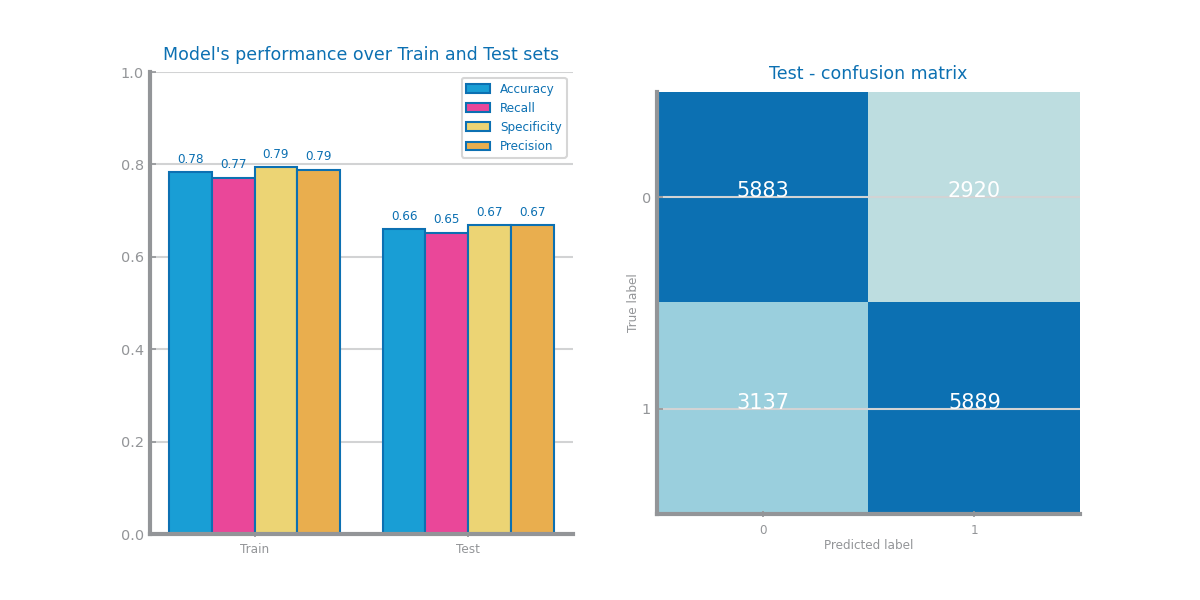 Model's performance over Train and Test sets
1.0
0.8
0.6
0.4
0.2
0.0
Accuracy
Recall
Specificity
Precision
0.78
0.77
0.79
0.79
0.66
0.65
0.67
0.67
Train
Test
Test - confusion matrix
True label
0
1
5883
2920
3137
5889
0
1
Predicted label